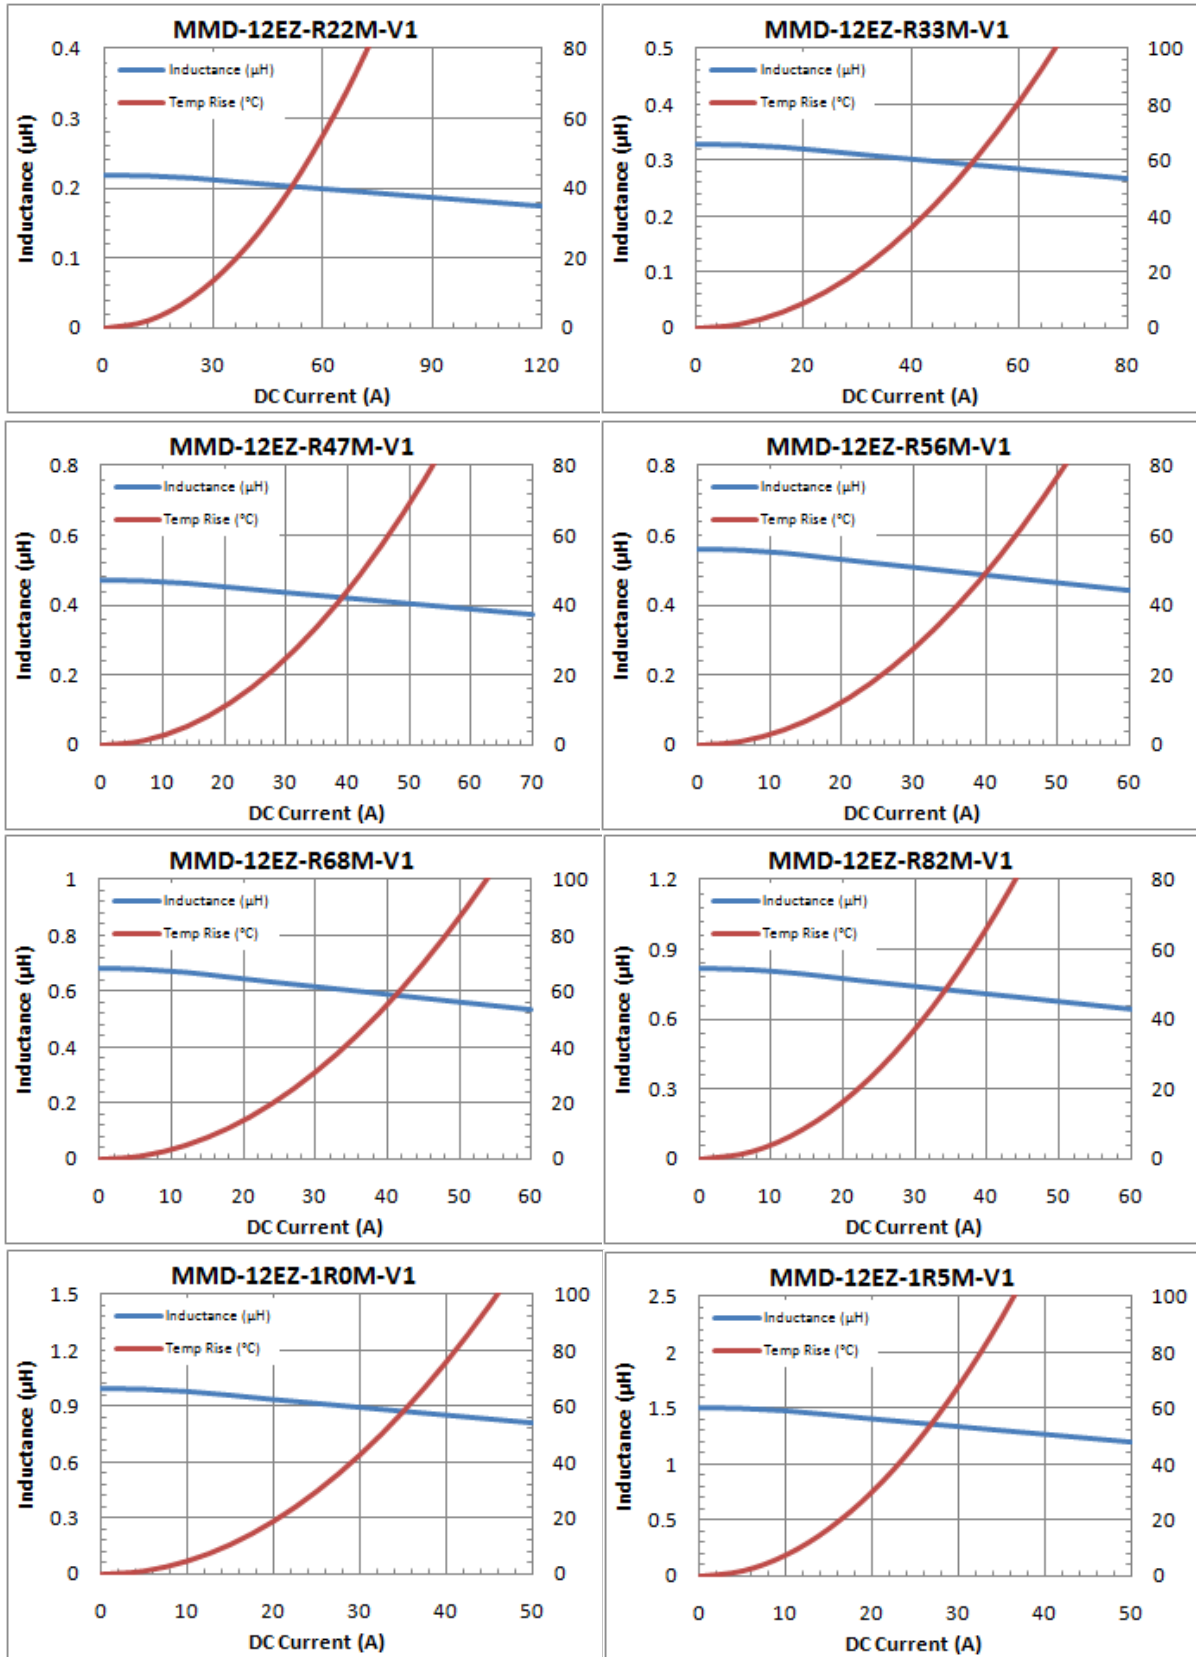 MMD-12EZ-R22M-V1
Inductance (µH)
Temp Rise (°C)
Inductance (µH)
0.4
0.3
0.2
0.1
0
80
60
40
20
0
0 30 60 90 120
DC Current (A)
MMD-12EZ-R33M-V1
Inductance (µH)
Temp Rise (°C)
Inductance (µH)
0.5
0.4
0.3
0.2
0.1
0
100
80
60
40
20
0
0 20 40 60 80
DC Current (A)
MMD-12EZ-R47M-V1
Inductance (µH)
Temp Rise (°C)
Inductance (µH)
0.8
0.6
0.4
0.2
0
80
60
40
20
0
0 10 20 30 40 50 60 70
DC Current (A)
MMD-12EZ-R56M-V1
Inductance (µH)
Temp Rise (°C)
Inductance (µH)
0.8
0.6
0.4
0.2
0
80
60
40
20
0
0 10 20 30 40 50 60
DC Current (A)
MMD-12EZ-R68M-V1
Inductance (µH)
Temp Rise (°C)
Inductance (µH)
1
0.8
0.6
0.4
0.2
0
100
80
60
40
20
0
0 10 20 30 40 50 60
DC Current (A)
MMD-12EZ-R82M-V1
Inductance (µH)
Temp Rise (°C)
Inductance (µH)
1.2
0.9
0.6
0.3
0
80
60
40
20
0
0 10 20 30 40 50 60
DC Current (A)
MMD-12EZ-1R0M-V1
Inductance (µH)
Temp Rise (°C)
Inductance (µH)
1.5
1.2
0.9
0.6
0.3
0
100
80
60
40
20
0
0 10 20 30 40 50
DC Current (A)
MMD-12EZ-1R5M-V1
Inductance (µH)
Temp Rise (°C)
Inductance (µH)
2.5
2
1.5
1
0.5
0
100
80
60
40
20
0
0 10 20 30 40 50
DC Current (A)